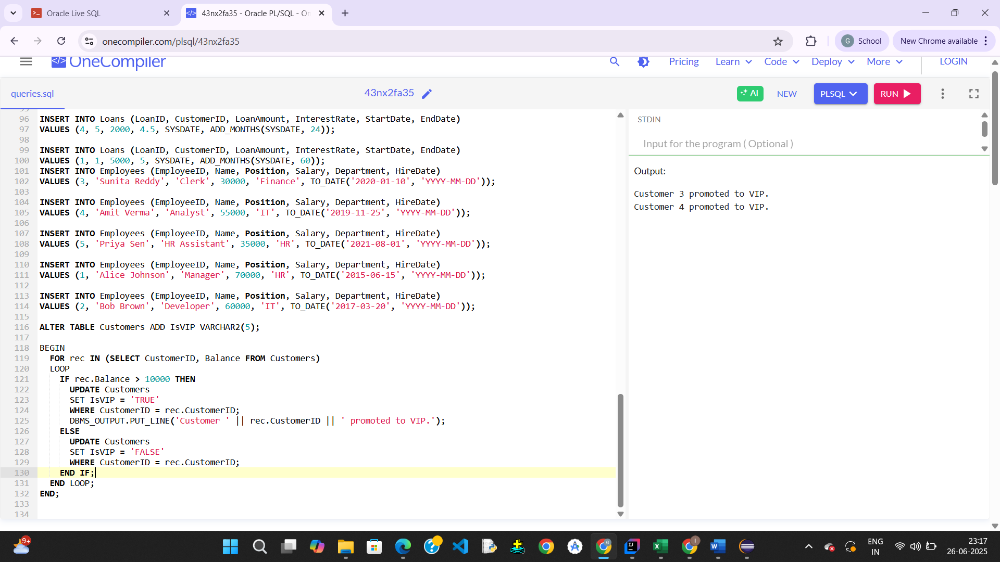 Oracle Live SQL
43nx2fa35 - Oracle PL/SQL - On
onecompiler.com/plsql/43nx2fa35
G School
New Chrome available
OneCompiler
Pricing
Learn
Code
Deploy
More
LOGIN
queries.sql
43nx2fa35
AI
NEW
PLSQL
RUN
95
96 INSERT INTO Loans (LoanID, CustomerID, LoanAmount, InterestRate, StartDate, EndDate)
97 VALUES (4, 5, 2000, 4.5, SYSDATE, ADD_MONTHS(SYSDATE, 24));
98
99 INSERT INTO Loans (LoanID, CustomerID, LoanAmount, InterestRate, StartDate, EndDate)
100 VALUES (1, 1, 5000, 5, SYSDATE, ADD_MONTHS(SYSDATE, 60));
101 INSERT INTO Employees (EmployeeID, Name, Position, Salary, Department, HireDate)
102 VALUES (3, 'Sunita Reddy', 'Clerk', 30000, 'Finance', TO_DATE('2020-01-10', 'YYYY-MM-DD'));
103
104 INSERT INTO Employees (EmployeeID, Name, Position, Salary, Department, HireDate)
105 VALUES (4, 'Amit Verma', 'Analyst', 55000, 'IT', TO_DATE('2019-11-25', 'YYYY-MM-DD'));
106
107 INSERT INTO Employees (EmployeeID, Name, Position, Salary, Department, HireDate)
108 VALUES (5, 'Priya Sen', 'HR Assistant', 35000, 'HR', TO_DATE('2021-08-01', 'YYYY-MM-DD'));
109
110 INSERT INTO Employees (EmployeeID, Name, Position, Salary, Department, HireDate)
111 VALUES (1, 'Alice Johnson', 'Manager', 70000, 'HR', TO_DATE('2015-06-15', 'YYYY-MM-DD'));
112
113 INSERT INTO Employees (EmployeeID, Name, Position, Salary, Department, HireDate)
114 VALUES (2, 'Bob Brown', 'Developer', 60000, 'IT', TO_DATE('2017-03-20', 'YYYY-MM-DD'));
115
116 ALTER TABLE Customers ADD IsVIP VARCHAR2(5);
117
118 BEGIN
119 FOR rec IN (SELECT CustomerID, Balance FROM Customers)
120 LOOP
121 IF rec.Balance > 10000 THEN
122 UPDATE Customers
123 SET IsVIP = 'TRUE'
124 WHERE CustomerID = rec.CustomerID;
125 DBMS_OUTPUT.PUT_LINE('Customer ' || rec.CustomerID || ' promoted to VIP.');
126 ELSE
127 UPDATE Customers
128 SET IsVIP = 'FALSE'
129 WHERE CustomerID = rec.CustomerID;
130 END IF;
131 END LOOP;
132 END;
133
134
STDIN
Input for the program ( Optional )
Output:
Customer 3 promoted to VIP.
Customer 4 promoted to VIP.
9+
ENG
IN
23:17
26-06-2025